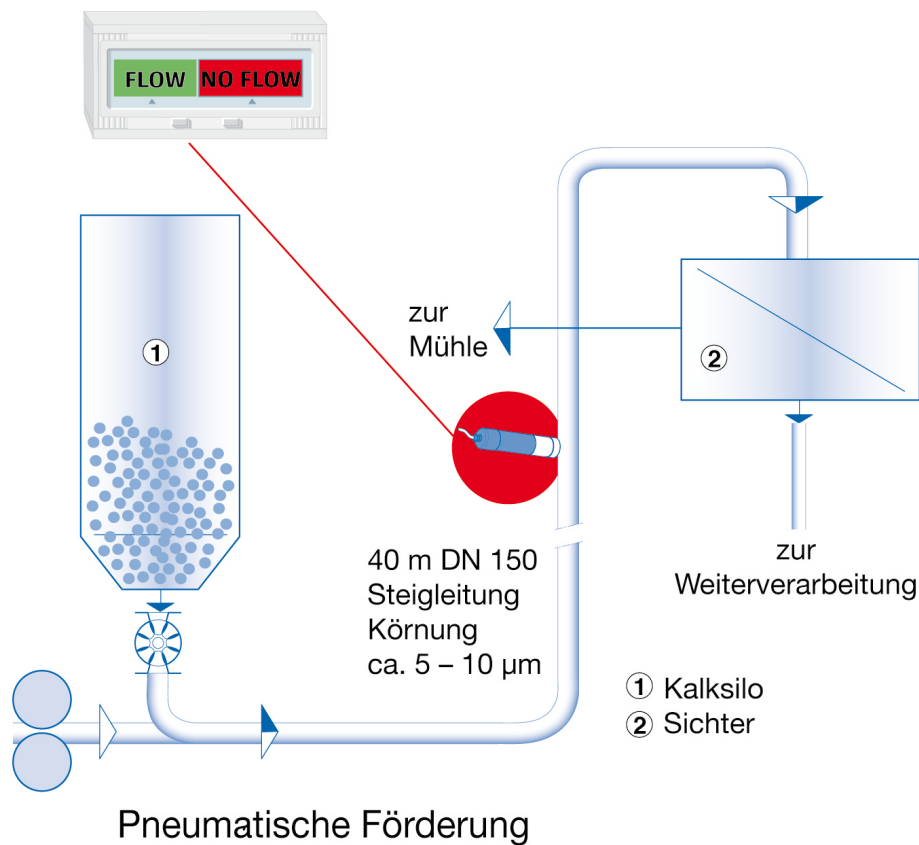 FLOW NO FLOW
1
zur
Mühle
2
40 m DN 150
Steigleitung
Körnung
ca. 5 – 10 µm
zur
Weiterverarbeitung
1 Kalksilo
2 Sichter
Pneumatische Förderung